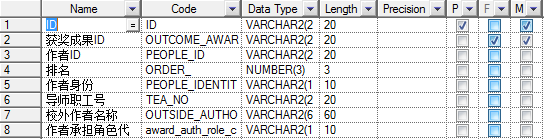 Name Code Data Type Length Precision P F M
1 ID = ID VARCHAR2(2 20
2 获奖成果ID OUTCOME_AWAR VARCHAR2(2 20
3 作者ID PEOPLE_ID VARCHAR2(2 20
4 排名 ORDER_ NUMBER(3) 3
5 作者身份 PEOPLE_IDENTIT VARCHAR2(1 10
6 导师职工号 TEA_NO VARCHAR2(2 20
7 校外作者名称 OUTSIDE_AUTHO VARCHAR2(6 60
8 作者承担角色代 award_auth_role_c VARCHAR2(1 10